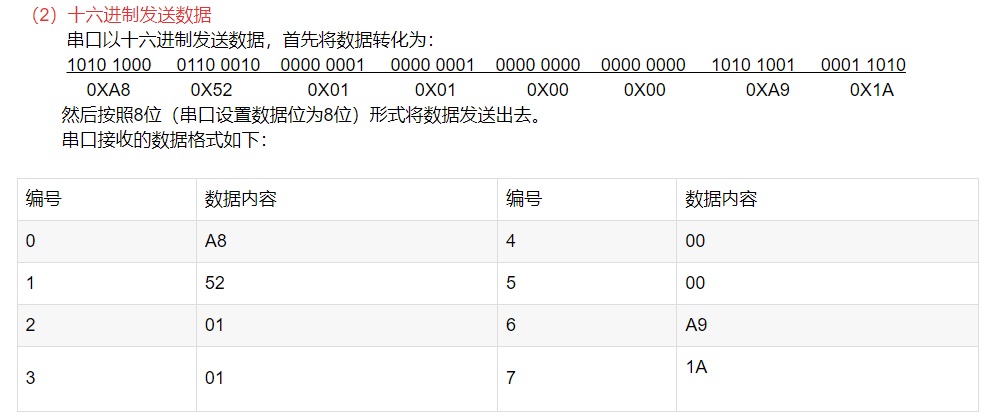 （2）十六进制发送数据
串口以十六进制发送数据，首先将数据转化为：
1010 1000 0110 0010 0000 0001 0000 0001 0000 0000 0000 0000 1010 1001 0001 1010
0XA8 0X52 0X01 0X01 0X00 0X00 0XA9 0X1A
然后按照8位（串口设置数据位为8位）形式将数据发送出去。
串口接收的数据格式如下：
编号 数据内容 编号 数据内容
0 A8 4 00
1 52 5 00
2 01 6 A9
3 01 7 1A